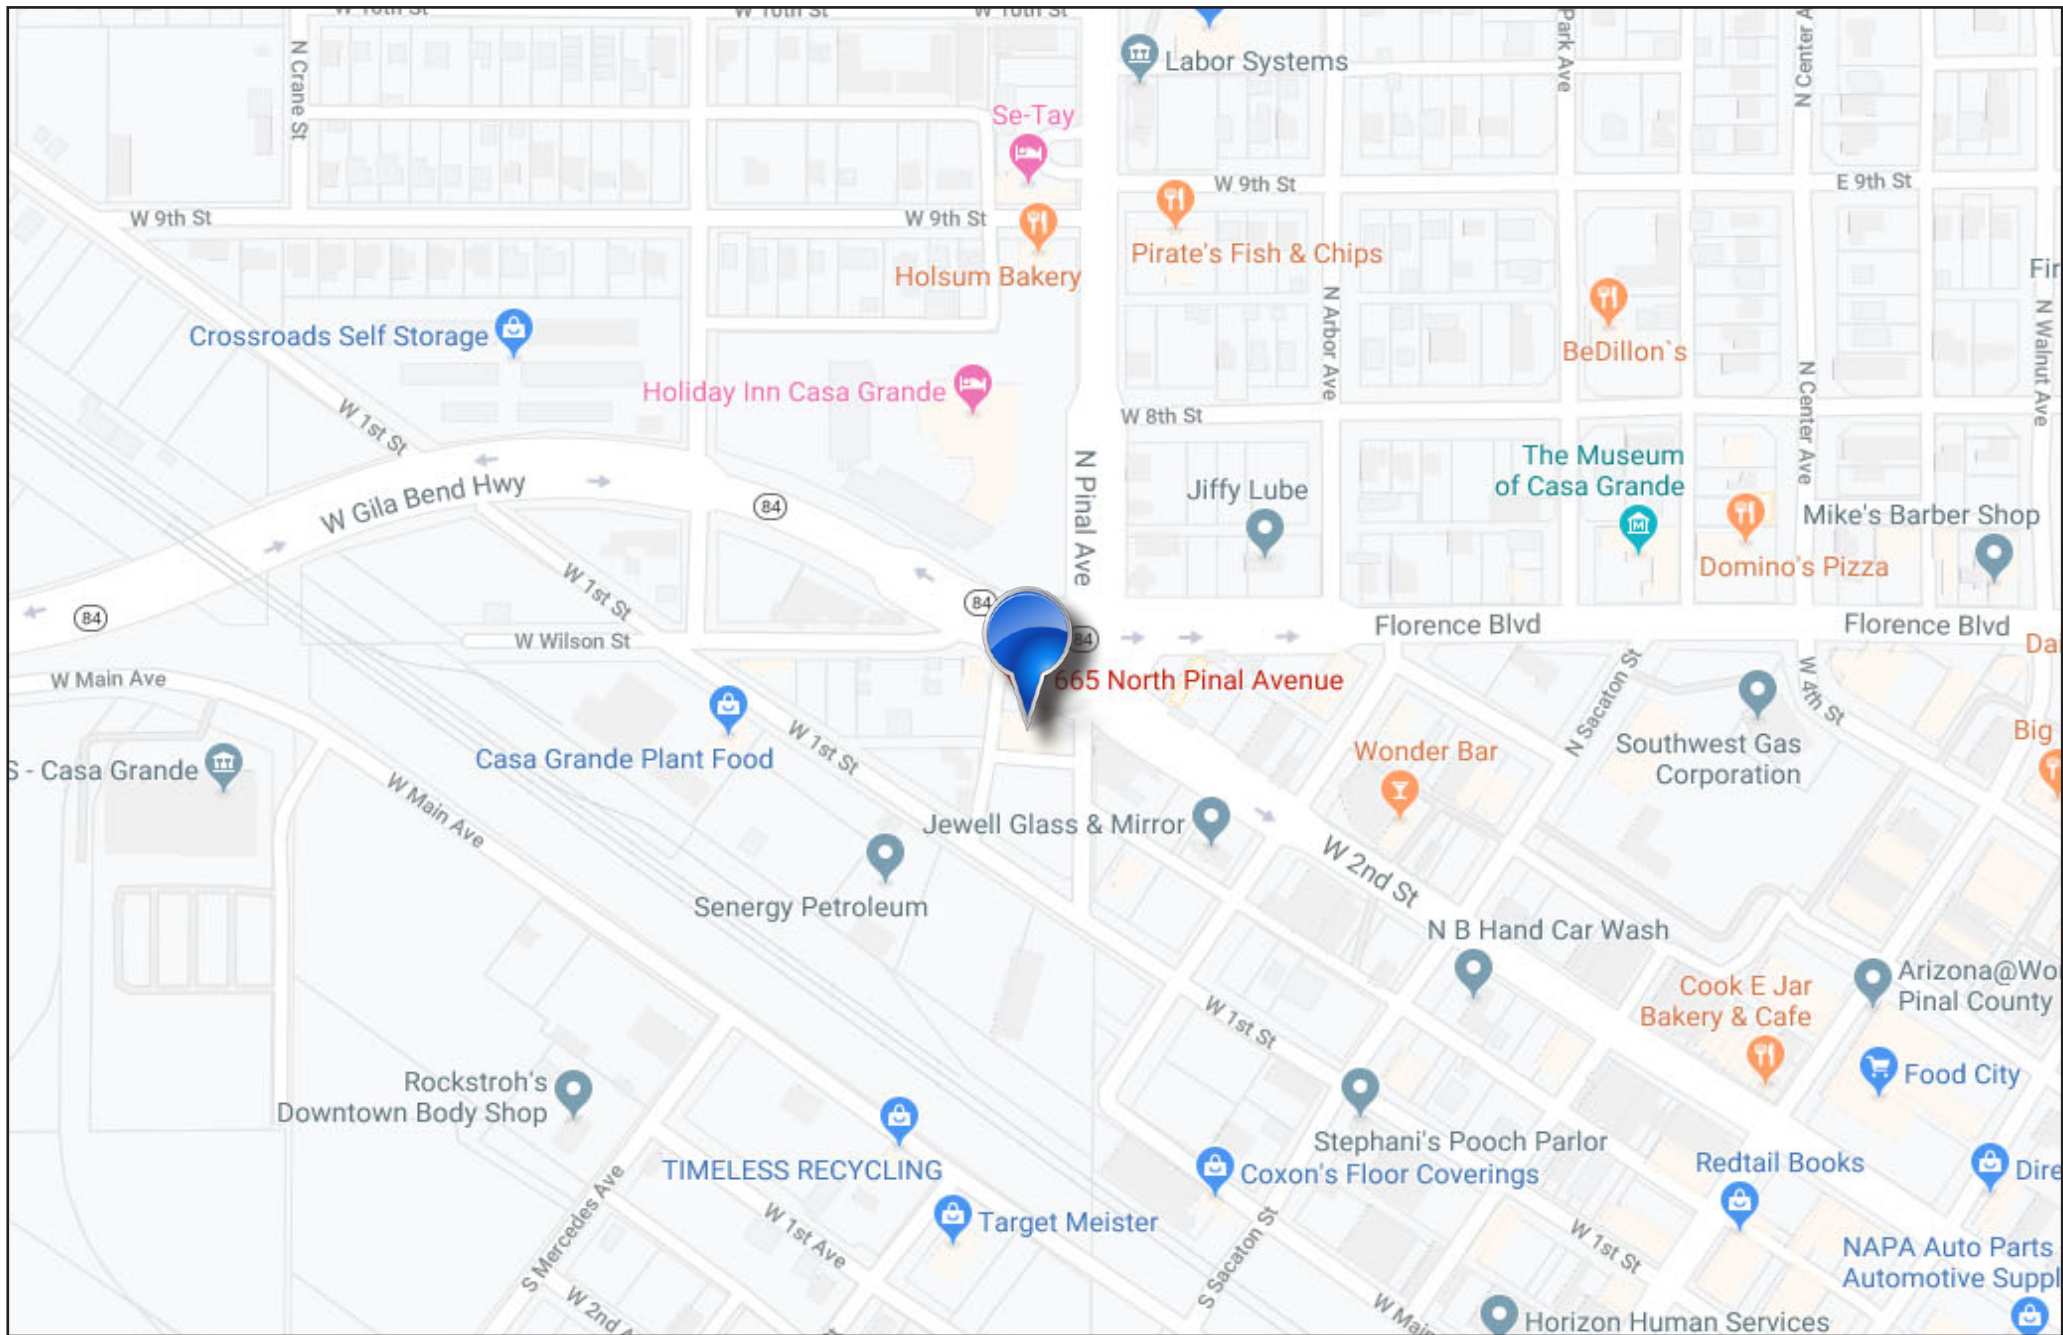 W 10th St
W 10th St
W 10th St
N Crane St
Labor Systems
Park Ave
Se-Tay
W 9th St
E 9th St
W 9th St
W 9th St
Pirate's Fish & Chips
Holsum Bakery
N Arbor Ave
N Walnut Ave
Crossroads Self Storage
BeDillon`s
Holiday Inn Casa Grande
W 8th St
N Center Ave
W 1st St
N Pinal Ave
The Museum
of Casa Grande
Jiffy Lube
W Gila Bend Hwy
84
Mike's Barber Shop
Domino's Pizza
W 1st St
84
84
84
Florence Blvd
Florence Blvd
W Wilson St
665 North Pinal Avenue
W Main Ave
N Sacaton St
W 4th St
W 1st St
Casa Grande Plant Food
Wonder Bar
Southwest Gas
Corporation
Big
S - Casa Grande
W Main Ave
Jewell Glass & Mirror
W 2nd St
Senergy Petroleum
N B Hand Car Wash
Cook E Jar
Bakery & Cafe
Arizona@Wo
Pinal County
W 1st St
Food City
Rockstroh's
Downtown Body Shop
Stephani's Pooch Parlor
Coxon's Floor Coverings
Redtail Books
Dire
TIMELESS RECYCLING
S Mercedes Ave
W 1st Ave
Target Meister
S Sacaton St
W 1st St
NAPA Auto Parts
Automotive Suppl
W 2nd A
W Main
Horizon Human Services